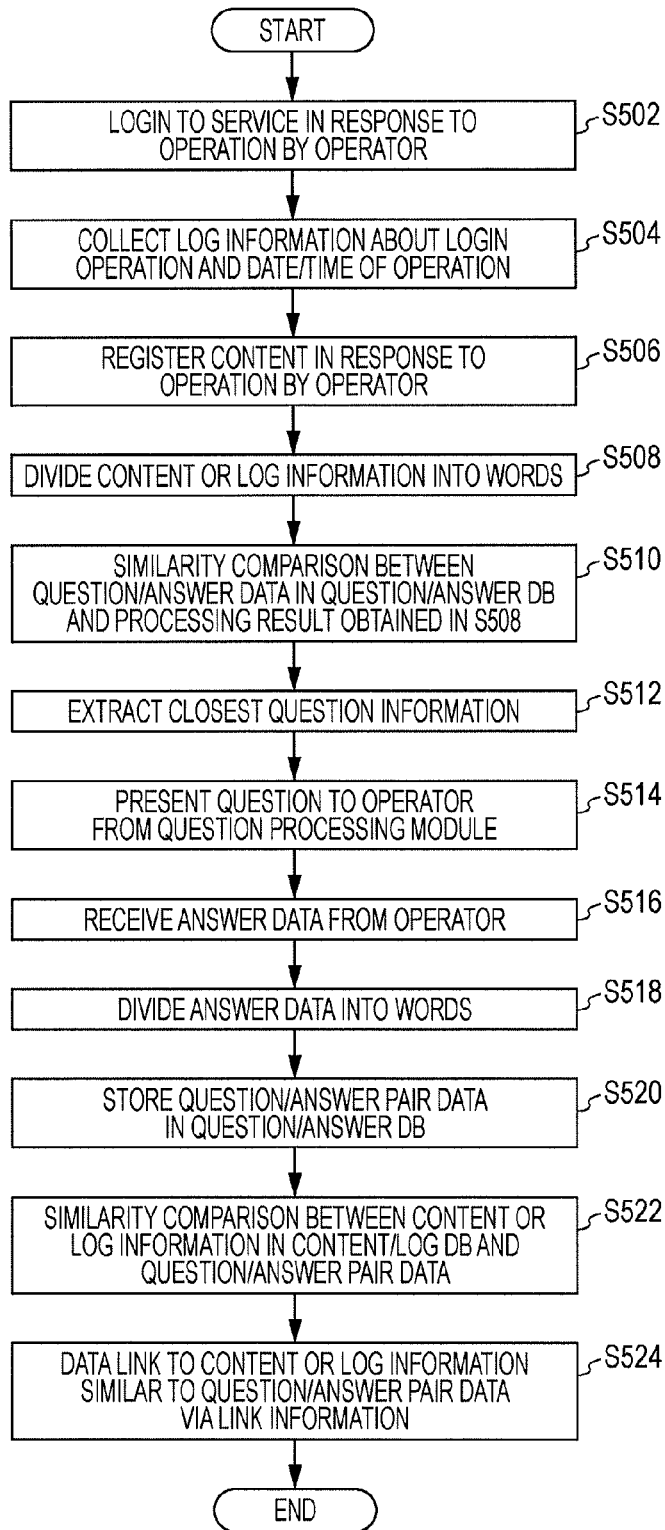 START
LOGIN TO SERVICE IN RESPONSE TO
OPERATION BY OPERATOR
S502
COLLECT LOG INFORMATION ABOUT LOGIN
OPERATION AND DATE/TIME OF OPERATION
S504
REGISTER CONTENT IN RESPONSE TO
OPERATION BY OPERATOR
S506
DIVIDE CONTENT OR LOG INFORMATION INTO WORDS
S508
SIMILARITY COMPARISON BETWEEN
QUESTION/ANSWER DATA IN QUESTION/ANSWER DB
AND PROCESSING RESULT OBTAINED IN S508
S510
EXTRACT CLOSEST QUESTION INFORMATION
S512
PRESENT QUESTION TO OPERATOR
FROM QUESTION PROCESSING MODULE
S514
RECEIVE ANSWER DATA FROM OPERATOR
S516
DIVIDE ANSWER DATA INTO WORDS
S518
STORE QUESTION/ANSWER PAIR DATA
IN QUESTION/ANSWER DB
S520
SIMILARITY COMPARISON BETWEEN CONTENT OR
LOG INFORMATION IN CONTENT/LOG DB AND
QUESTION/ANSWER PAIR DATA
S522
DATA LINK TO CONTENT OR LOG INFORMATION
SIMILAR TO QUESTION/ANSWER PAIR DATA
VIA LINK INFORMATION
S524
END